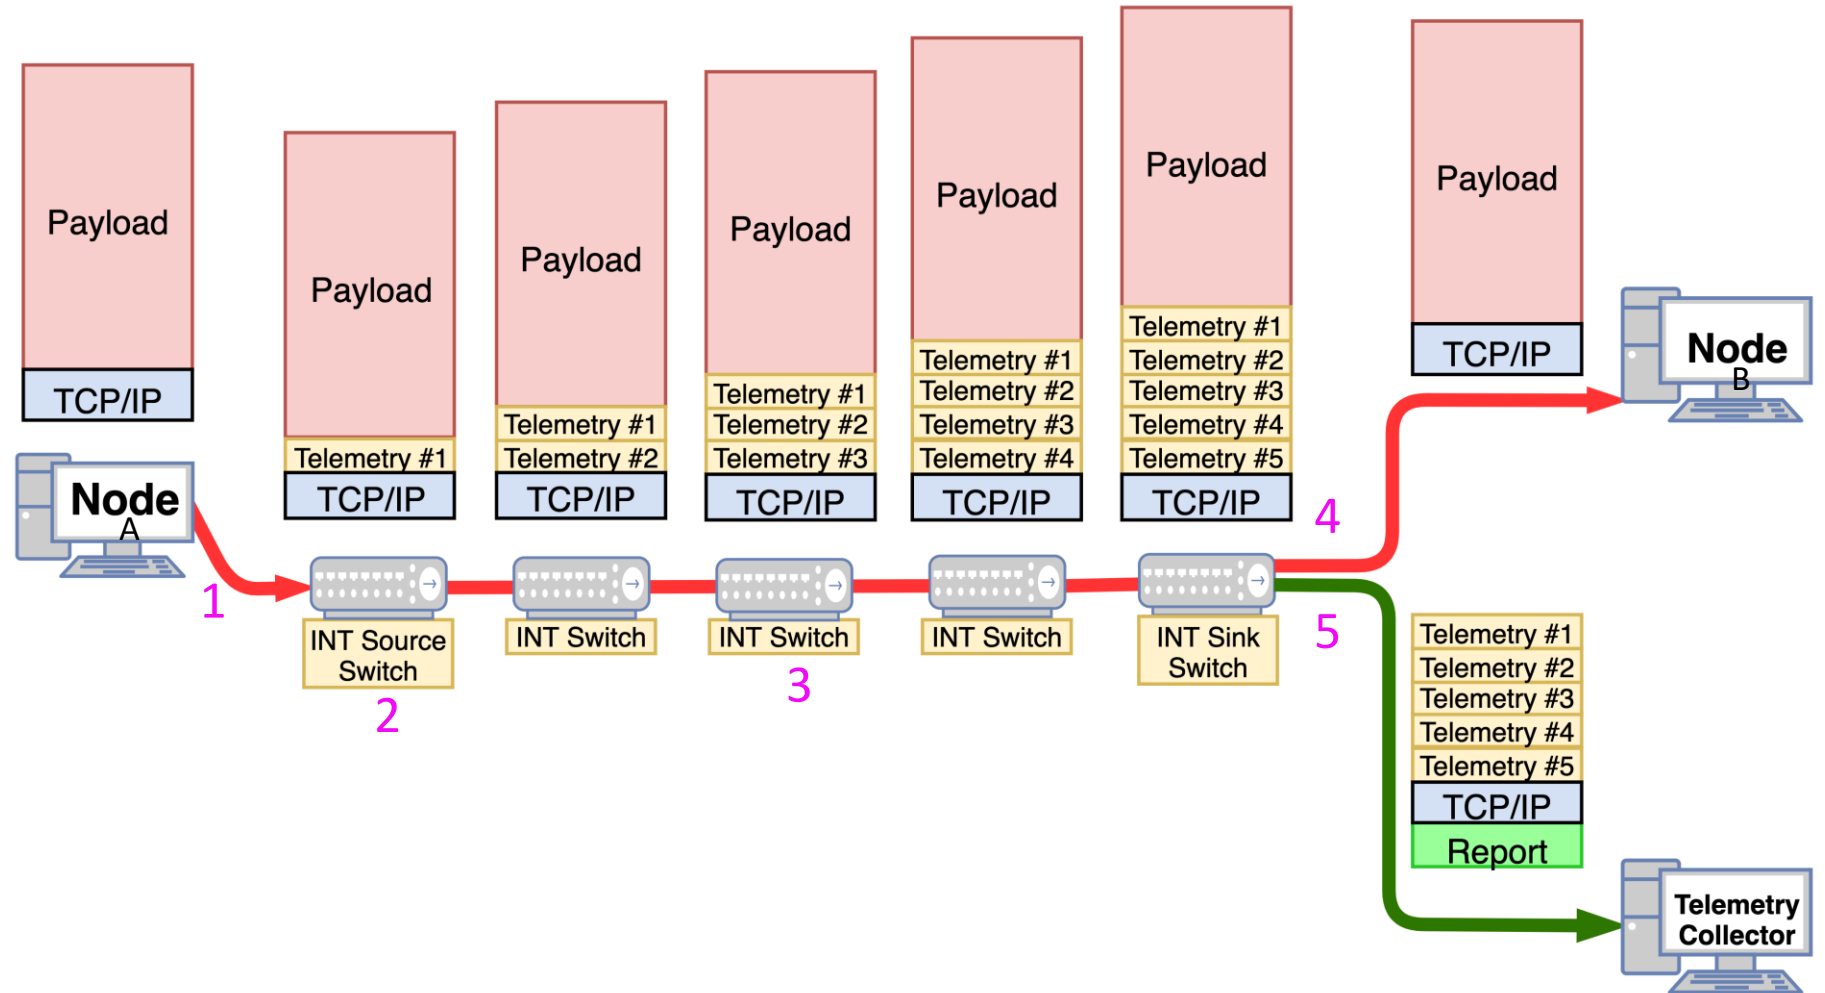 Payload
TCP/IP
Node
A
1
Payload
Telemetry #1
TCP/IP
INT Source
Switch
2
Payload
Telemetry #1
Telemetry #2
TCP/IP
INT Switch
Payload
Telemetry #1
Telemetry #2
Telemetry #3
TCP/IP
INT Switch
3
Payload
Telemetry #1
Telemetry #2
Telemetry #3
Telemetry #4
TCP/IP
INT Switch
Payload
Telemetry #1
Telemetry #2
Telemetry #3
Telemetry #4
Telemetry #5
TCP/IP
INT Sink
Switch
4
5
Payload
TCP/IP
Node
B
Telemetry #1
Telemetry #2
Telemetry #3
Telemetry #4
Telemetry #5
TCP/IP
Report
Telemetry
Collector